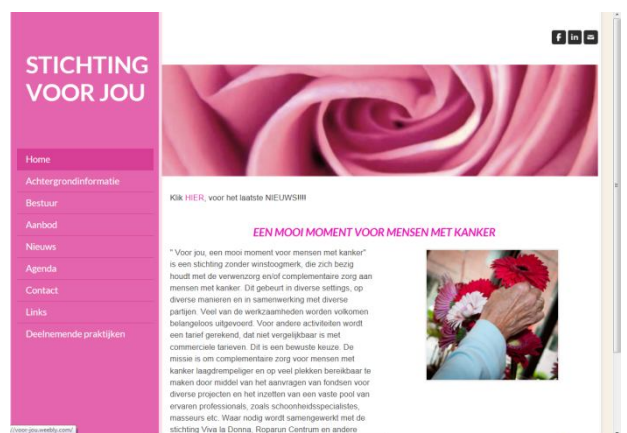 STICHTING
VOOR JOU
Home
Achtergrondinformatie
Bestuur
Aanbod
Nieuws
Agenda
Contact
Links
Deelnemende praktijken
Klik HIER, voor het laatste NIEUWS!!!!
EEN MOOI MOMENT VOOR MENSEN MET KANKER
" Voor jou, een mooi moment voor mensen met kanker"
is een stichting zonder winstoogmerk, die zich bezig
houdt met de verwenzorg en/of complementaire zorg aan
mensen met kanker. Dit gebeurt in diverse settings, op
diverse manieren en in samenwerking met diverse
partijen. Veel van de werkzaamheden worden volkomen
belangeloos uitgevoerd. Voor andere activiteiten wordt
een tarief gerekend, dat niet vergelijkbaar is met
commerciele tarieven. Dit is een bewuste keuze. De
missie is om complementaire zorg voor mensen met
kanker laagdrempeliger en op veel plekken bereikbaar te
maken door middel van het aanvragen van fondsen voor
diverse projecten en het inzetten van een vaste pool van
ervaren professionals, zoals schoonheidsspecialistes,
masseurs etc. Waar nodig wordt samengewerkt met de
stichting Viva la Donna, Roparun Centrum en andere
//voor-jou.weebly.com/